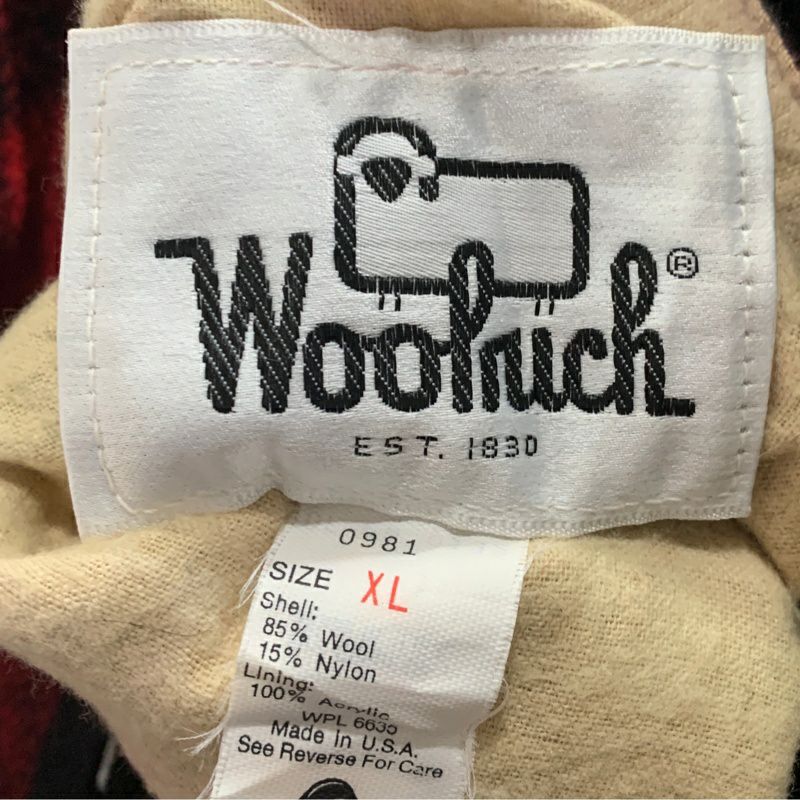 Woolrich®
EST. 1830
0981
SIZE XL
Shell:
85% Wool
15% Nylon
Lining:
100% Acrylic
WPL 6635
Made in U.S.A.
See Reverse For Care